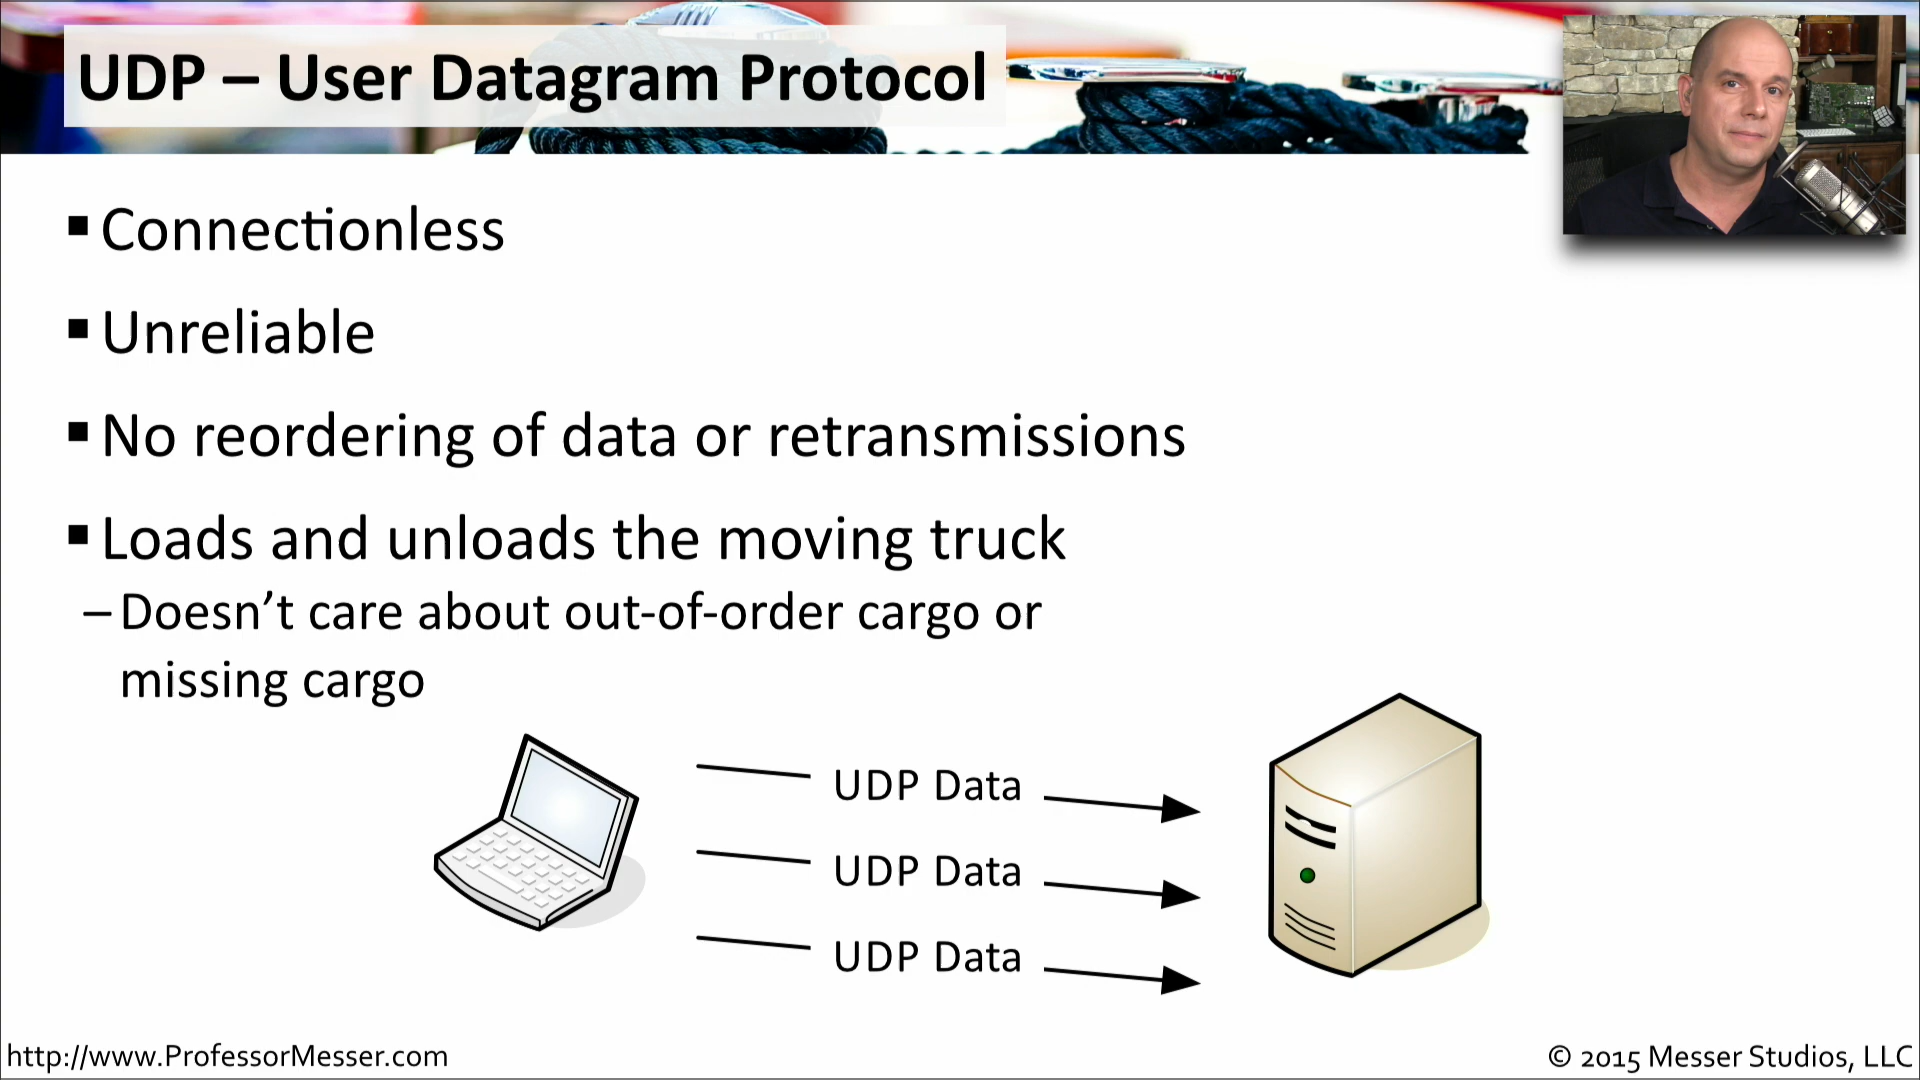 UDP – User Datagram Protocol
▪ Connectionless
▪ Unreliable
▪ No reordering of data or retransmissions
▪ Loads and unloads the moving truck
– Doesn’t care about out-of-order cargo or
missing cargo
UDP Data
UDP Data
UDP Data
http://www.ProfessorMesser.com
© 2015 Messer Studios, LLC